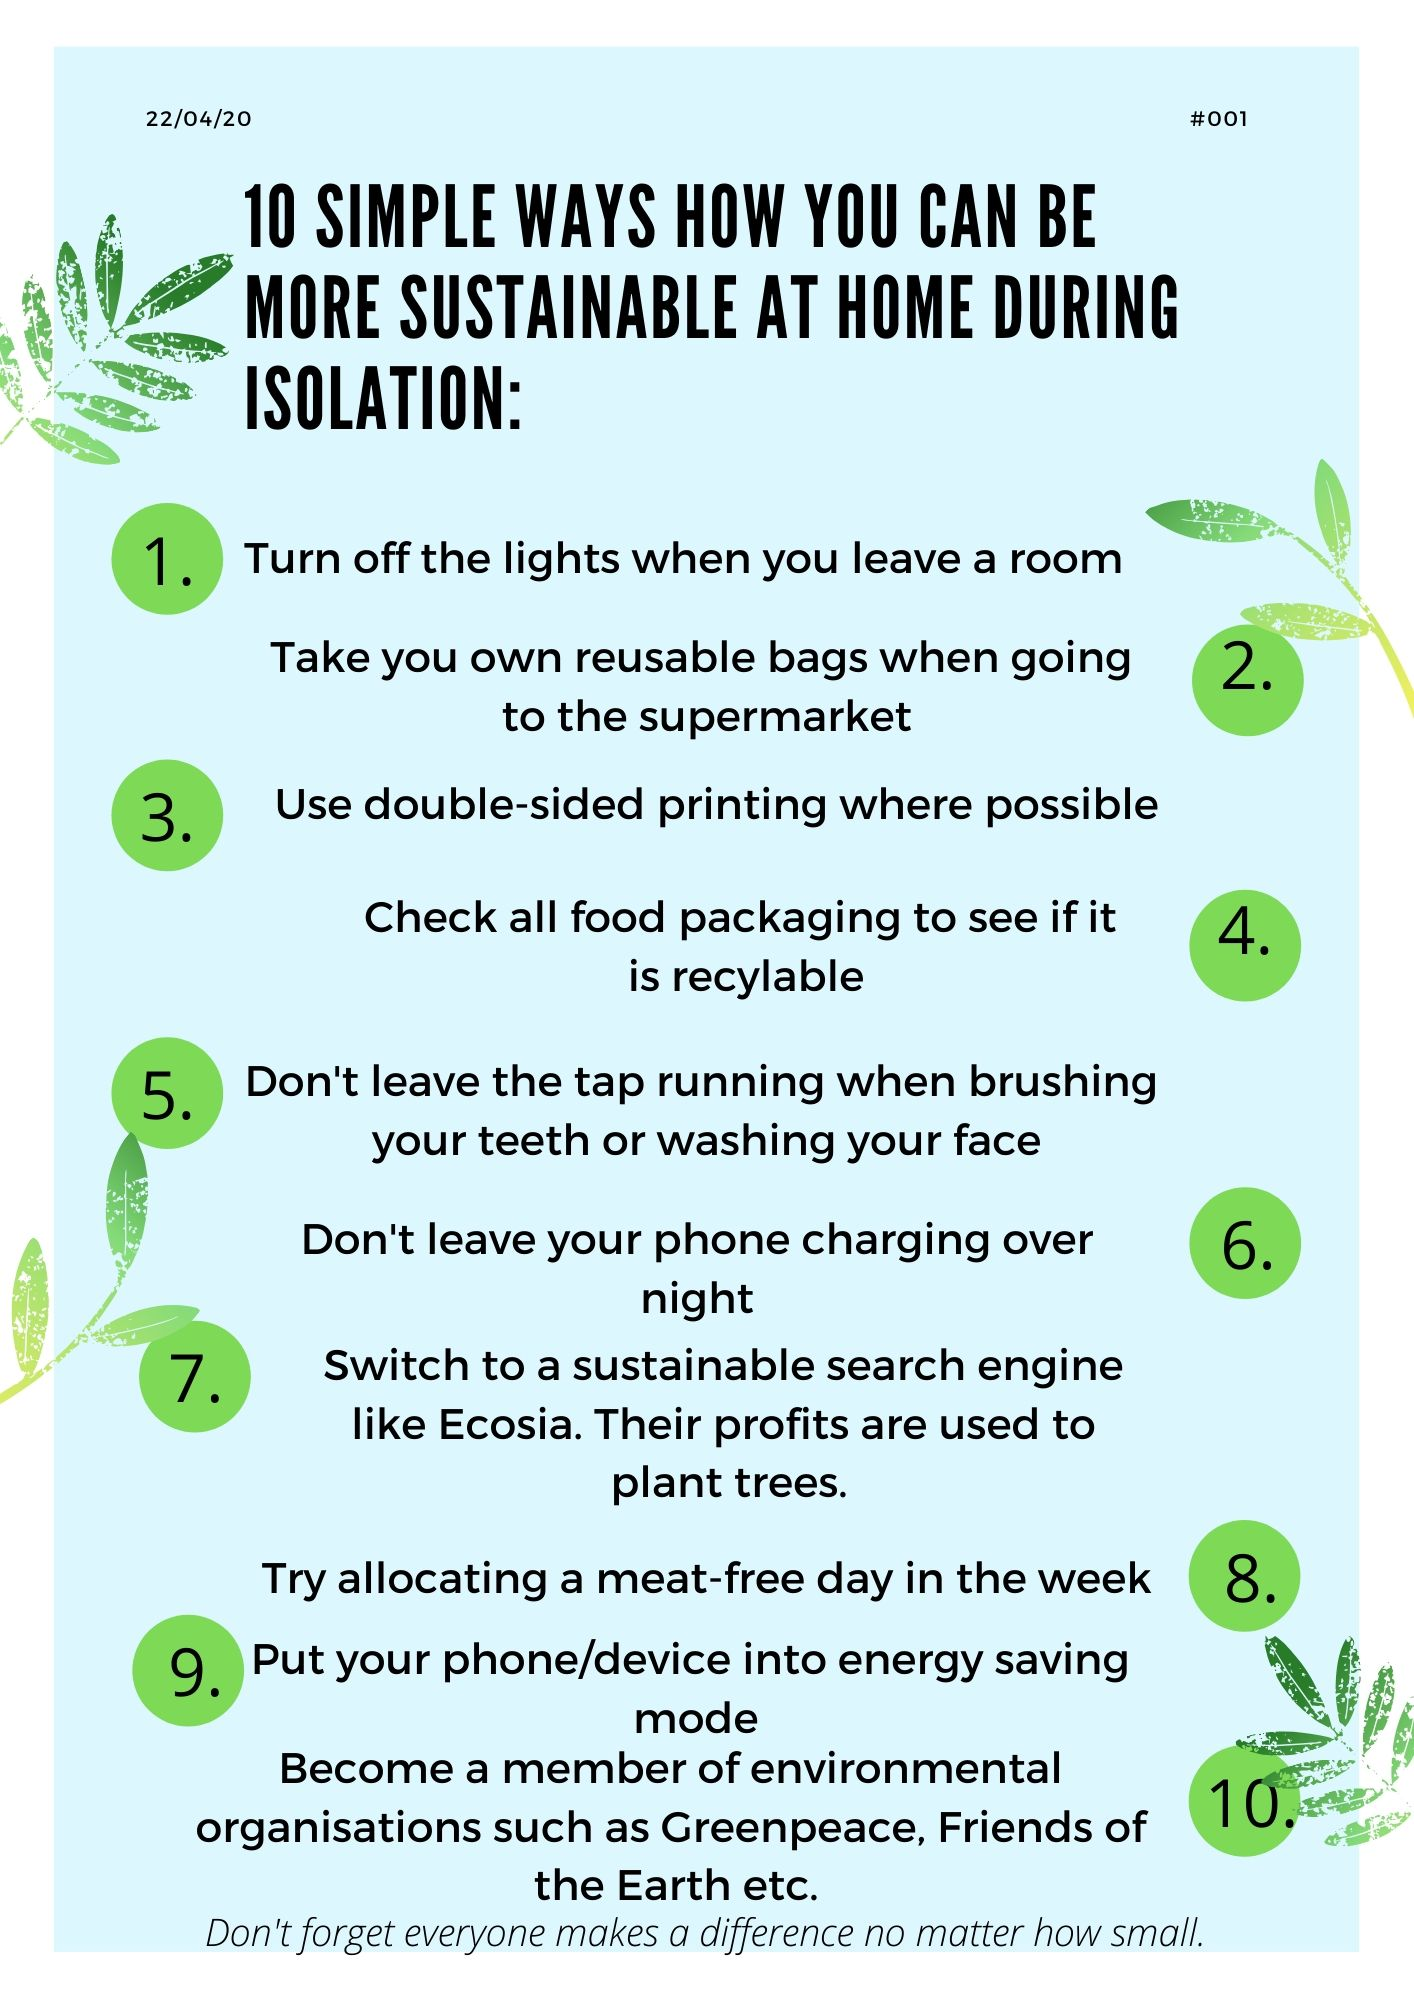 22/04/20
#001
10 SIMPLE WAYS HOW YOU CAN BE
MORE SUSTAINABLE AT HOME DURING
ISOLATION:
1.
Turn off the lights when you leave a room
2.
Take you own reusable bags when going
to the supermarket
3.
Use double-sided printing where possible
4.
Check all food packaging to see if it
is recylable
5.
Don't leave the tap running when brushing
your teeth or washing your face
6.
Don't leave your phone charging over
night
7.
Switch to a sustainable search engine
like Ecosia. Their profits are used to
plant trees.
8.
Try allocating a meat-free day in the week
9.
Put your phone/device into energy saving
mode
10.
Become a member of environmental
organisations such as Greenpeace, Friends of
the Earth etc.
Don't forget everyone makes a difference no matter how small.